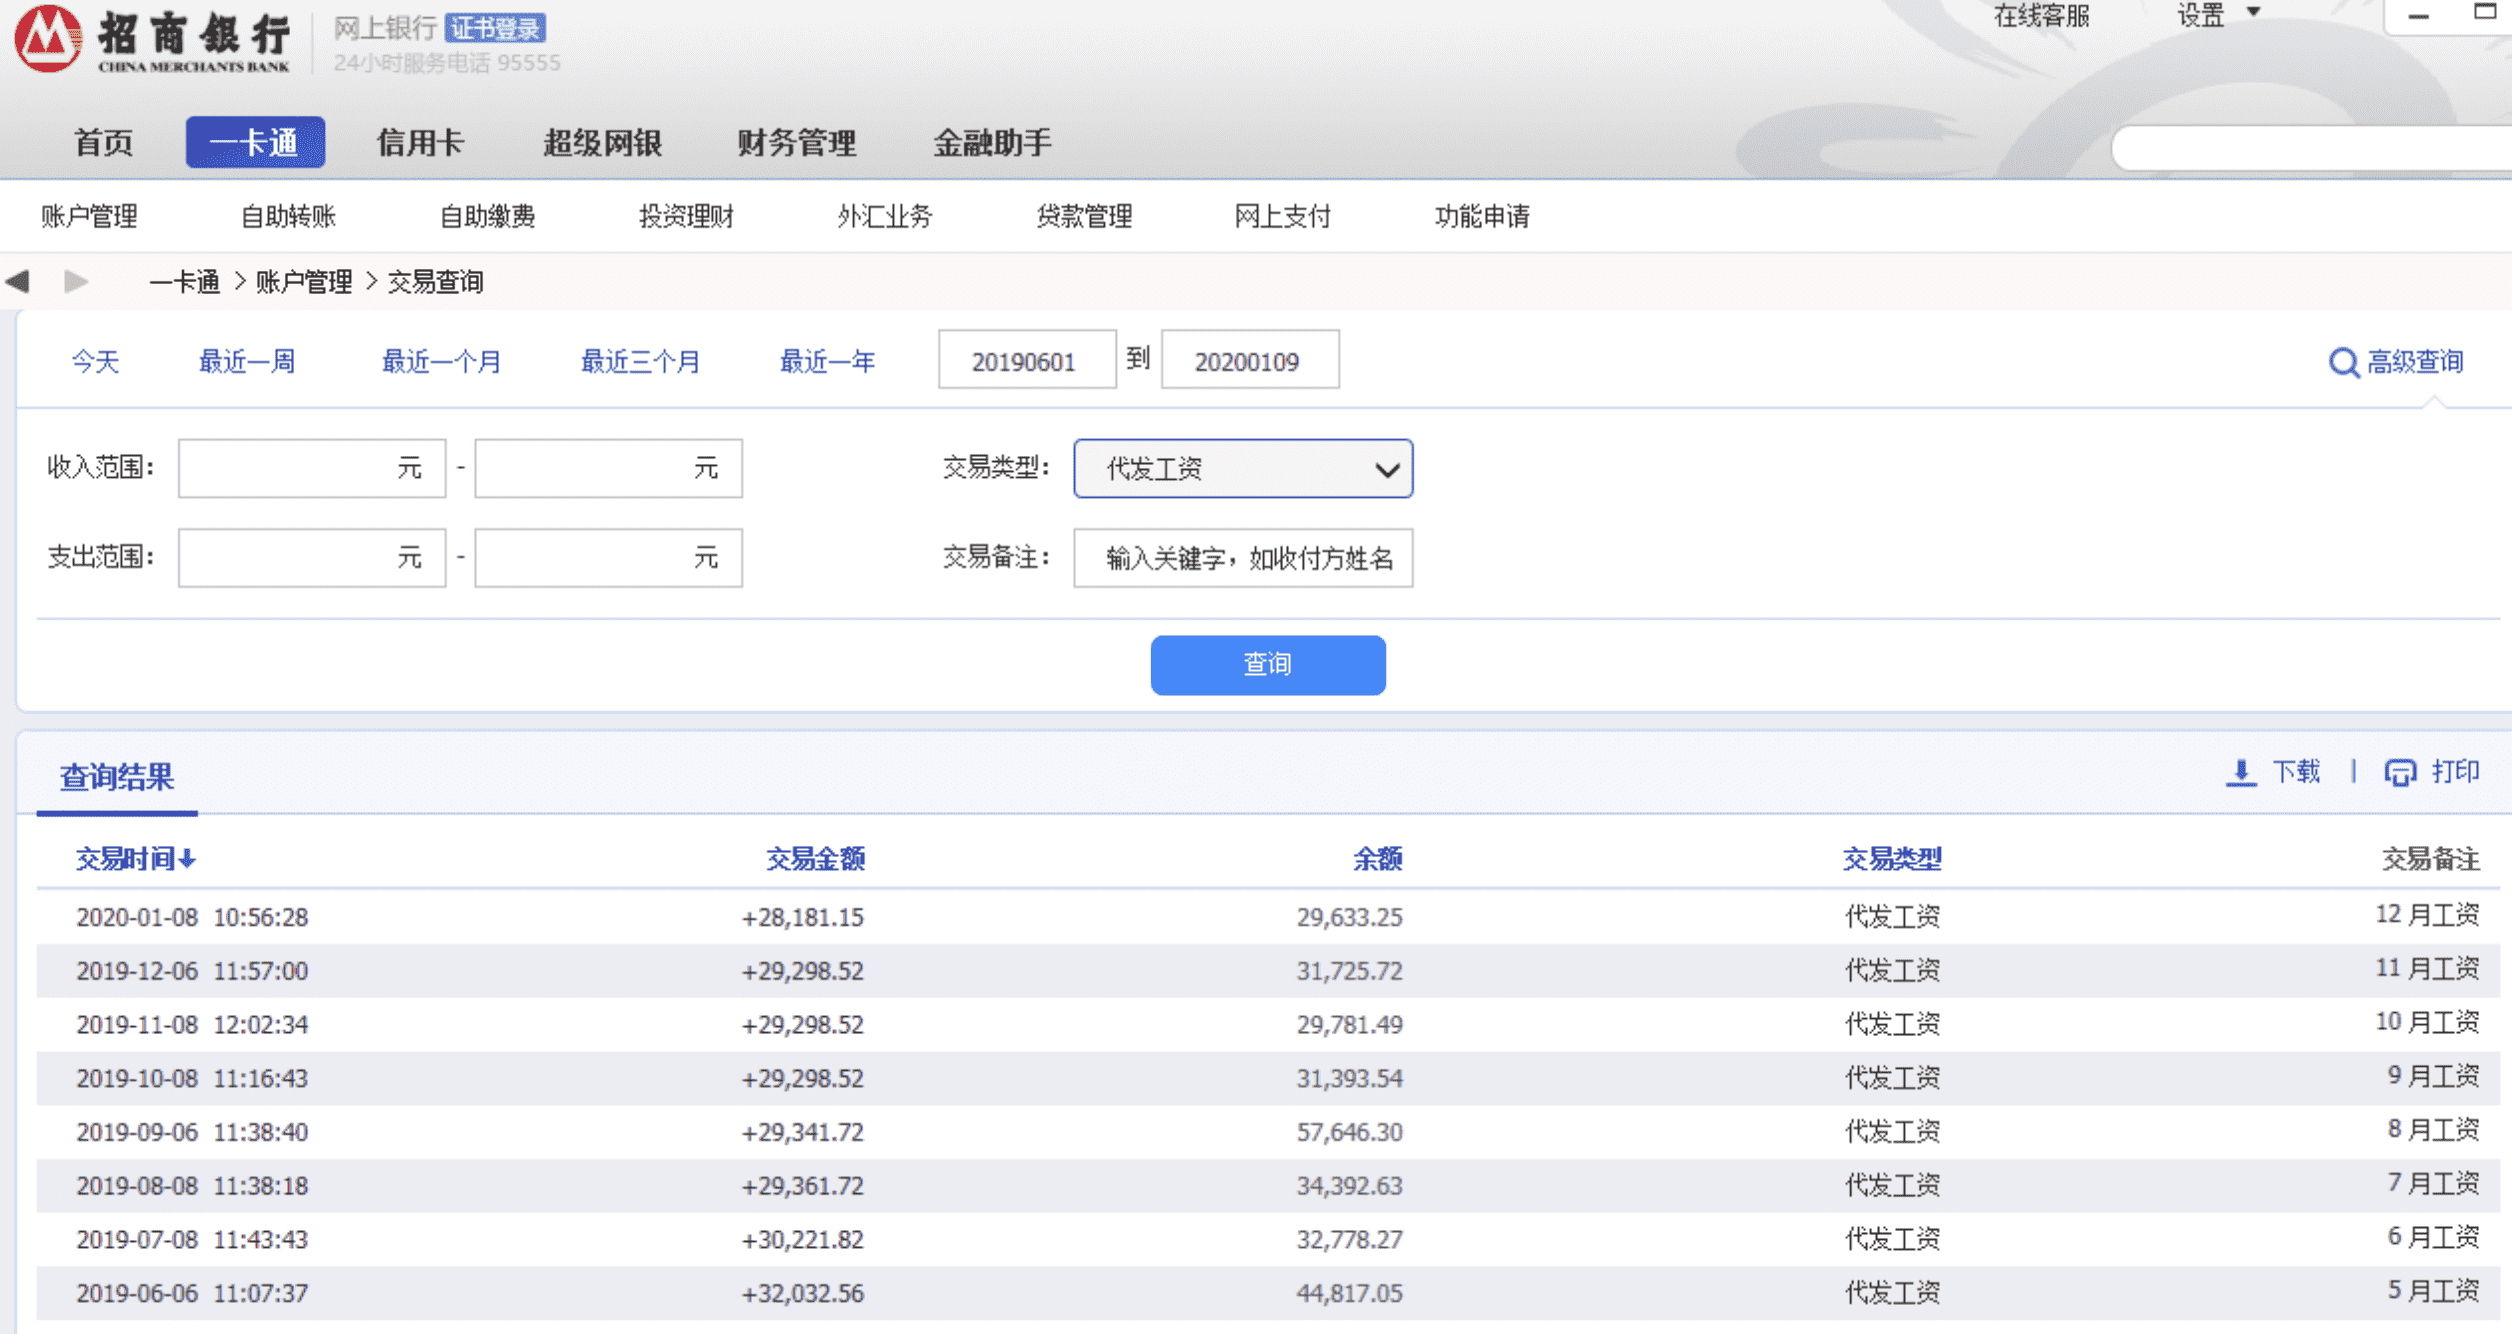 招商银行 网上银行 证书登录 在线客服 设置
CHINA MERCHANTS BANK 24小时服务电话 95555
首页 一卡通 信用卡 超级网银 财务管理 金融助手
账户管理 自助转账 自助缴费 投资理财 外汇业务 贷款管理 网上支付 功能申请
一卡通 > 账户管理 > 交易查询
今天 最近一周 最近一个月 最近三个月 最近一年 20190601 到 20200109 高级查询
收入范围： 元 - 元 交易类型： 代发工资
支出范围： 元 - 元 交易备注： 输入关键字，如收付方姓名
查询
查询结果 下载 | 打印
交易时间 交易金额 余额 交易类型 交易备注
2020-01-08 10:56:28 +28,181.15 29,633.25 代发工资 12 月工资
2019-12-06 11:57:00 +29,298.52 31,725.72 代发工资 11 月工资
2019-11-08 12:02:34 +29,298.52 29,781.49 代发工资 10 月工资
2019-10-08 11:16:43 +29,298.52 31,393.54 代发工资 9 月工资
2019-09-06 11:38:40 +29,341.72 57,646.30 代发工资 8 月工资
2019-08-08 11:38:18 +29,361.72 34,392.63 代发工资 7 月工资
2019-07-08 11:43:43 +30,221.82 32,778.27 代发工资 6 月工资
2019-06-06 11:07:37 +32,032.56 44,817.05 代发工资 5 月工资